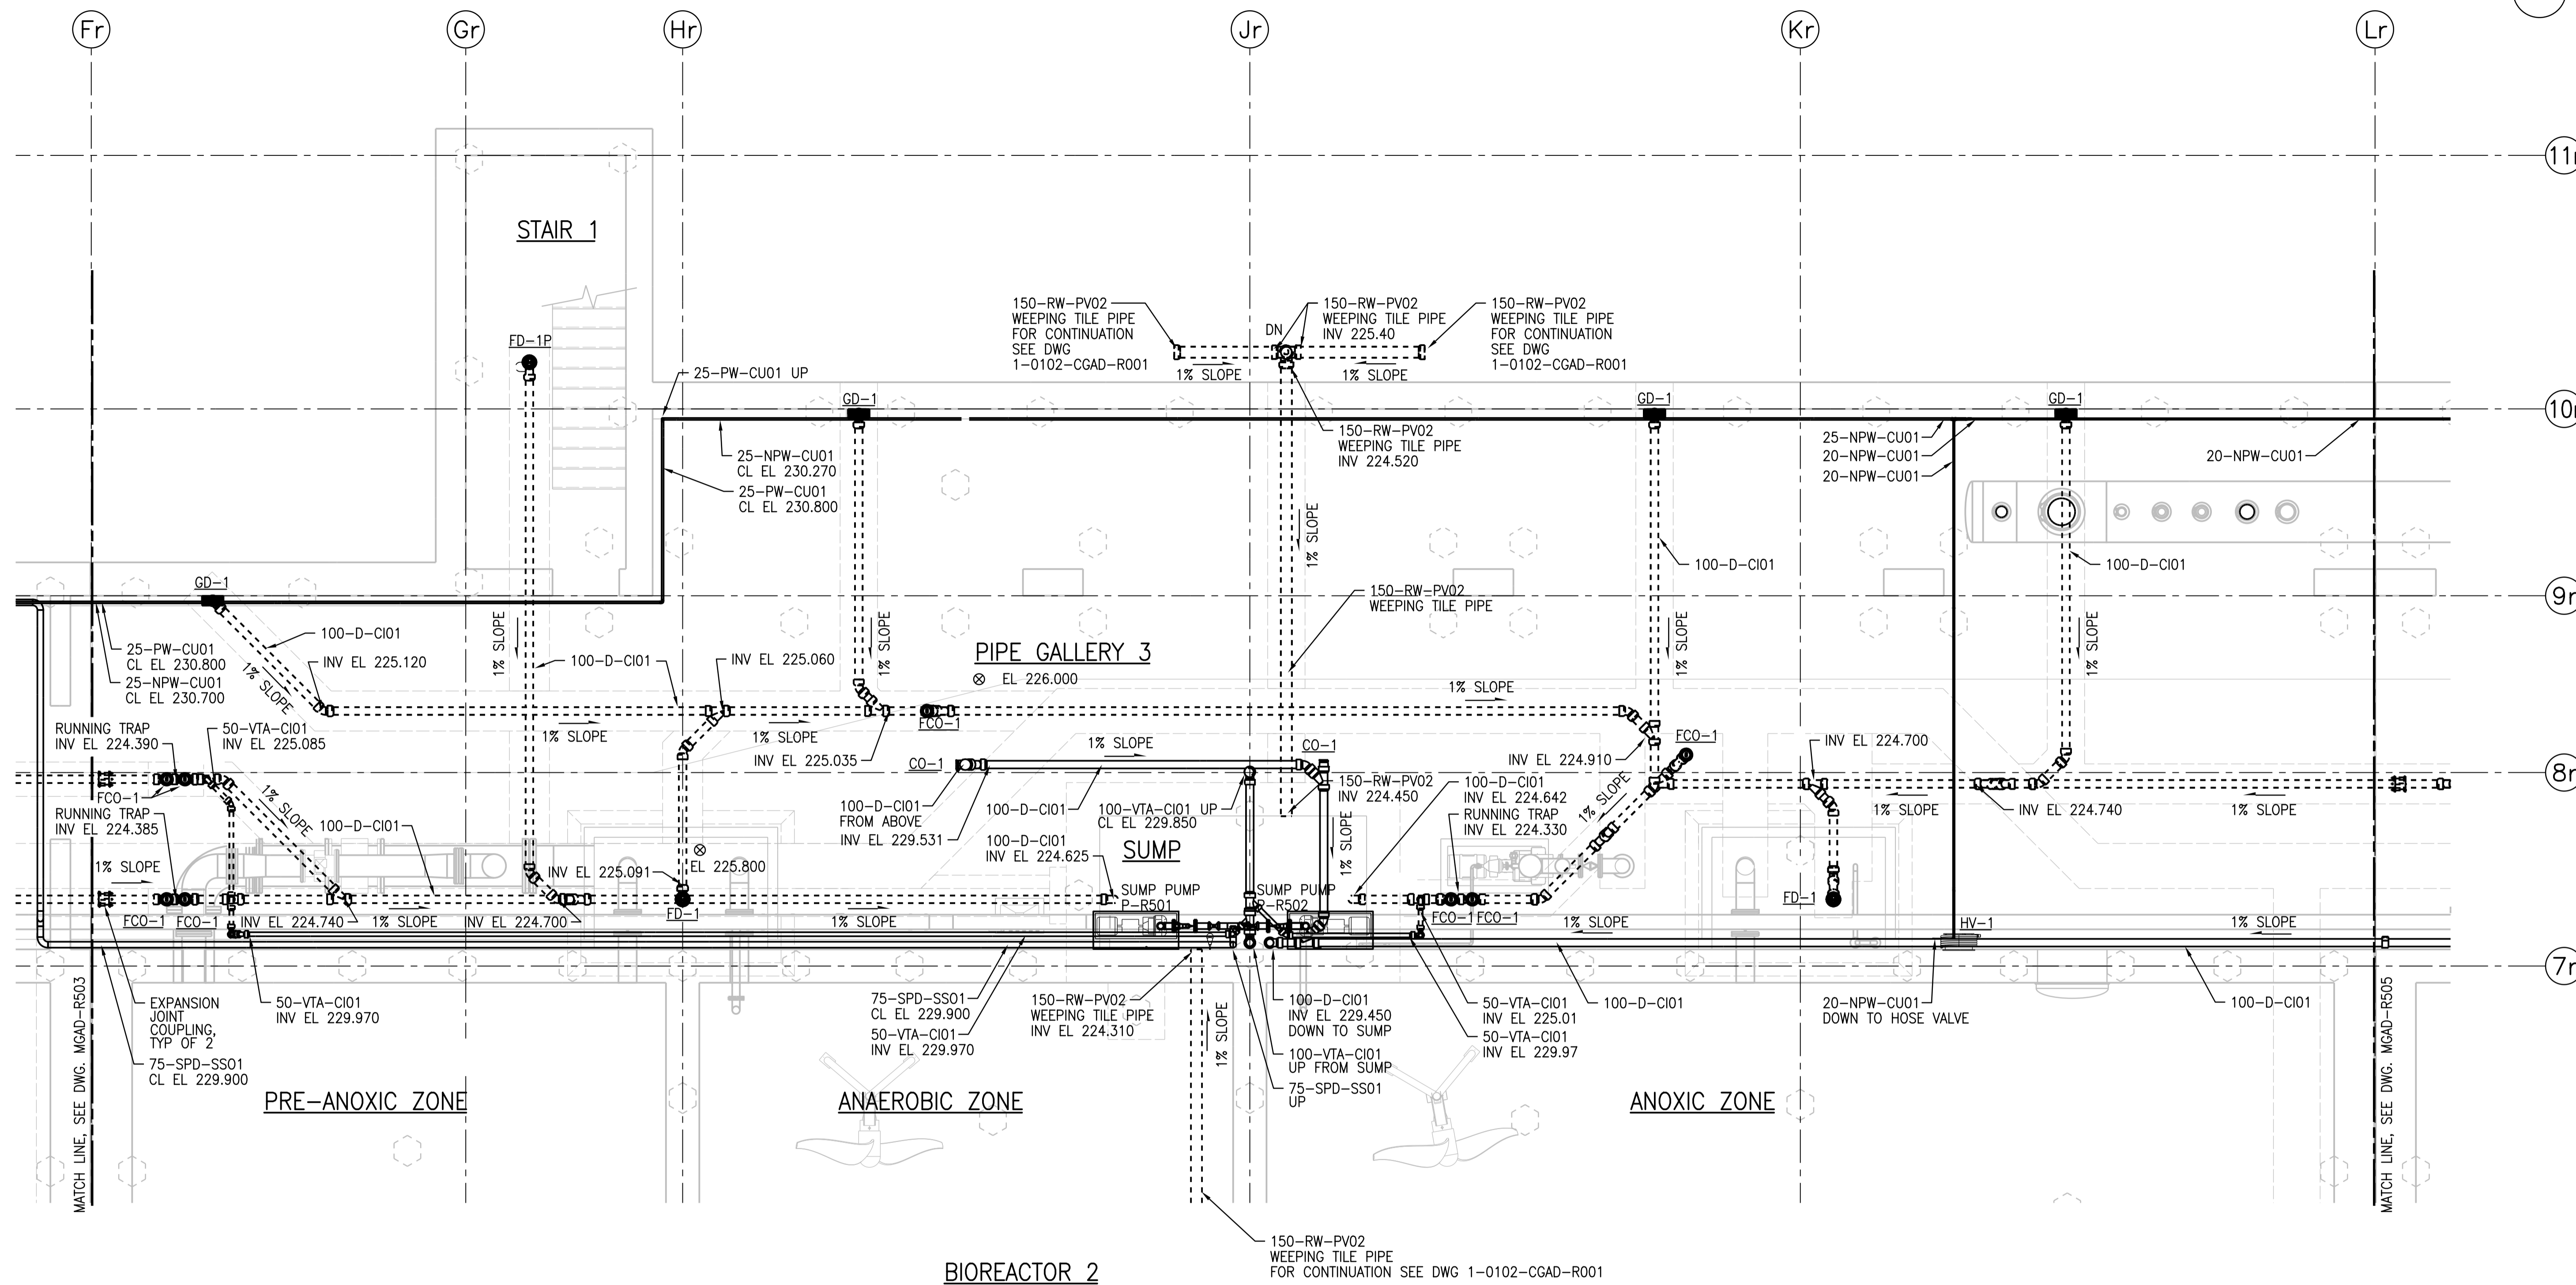 Fr
Gr
Hr
Jr
Kr
Lr
11r
10r
9r
8r
7r
STAIR 1
FD-1P
25-PW-CU01 UP
150-RW-PV02
WEEPING TILE PIPE
FOR CONTINUATION
SEE DWG
1-0102-CGAD-R001
1% SLOPE
DN
150-RW-PV02
WEEPING TILE PIPE
INV 225.40
1% SLOPE
150-RW-PV02
WEEPING TILE PIPE
FOR CONTINUATION
SEE DWG
1-0102-CGAD-R001
GD-1
GD-1
GD-1
25-NPW-CU01
CL EL 230.270
25-PW-CU01
CL EL 230.800
150-RW-PV02
WEEPING TILE PIPE
INV 224.520
25-NPW-CU01
20-NPW-CU01
20-NPW-CU01
20-NPW-CU01
1% SLOPE
100-D-CI01
100-D-CI01
GD-1
150-RW-PV02
WEEPING TILE PIPE
25-PW-CU01
CL EL 230.800
25-NPW-CU01
CL EL 230.700
100-D-CI01
INV EL 225.120
1% SLOPE
1% SLOPE
100-D-CI01
INV EL 225.060
1% SLOPE
PIPE GALLERY 3
EL 226.000
1% SLOPE
1% SLOPE
1% SLOPE
RUNNING TRAP
INV EL 224.390
50-VTA-CI01
INV EL 225.085
1% SLOPE
1% SLOPE
INV EL 225.035
FCO-1
1% SLOPE
CO-1
CO-1
INV EL 224.910
FCO-1
INV EL 224.700
FCO-1
RUNNING TRAP
INV EL 224.385
1% SLOPE
100-D-CI01
100-D-CI01
FROM ABOVE
INV EL 229.531
100-D-CI01
100-VTA-CI01 UP
CL EL 229.850
150-RW-PV02
INV 224.450
1% SLOPE
100-D-CI01
INV EL 224.642
RUNNING TRAP
INV EL 224.330
1% SLOPE
1% SLOPE
INV EL 224.740
1% SLOPE
1% SLOPE
EL 225.800
INV EL 225.091
100-D-CI01
INV EL 224.625
SUMP
SUMP PUMP
P-R501
SUMP PUMP
P-R502
FCO-1
FCO-1
INV EL 224.740
1% SLOPE
INV EL 224.700
FD-1
1% SLOPE
FCO-1
FCO-1
1% SLOPE
FD-1
HV-1
1% SLOPE
EXPANSION
JOINT
COUPLING,
TYP OF 2
75-SPD-SS01
CL EL 229.900
50-VTA-CI01
INV EL 229.970
75-SPD-SS01
CL EL 229.900
50-VTA-CI01
INV EL 229.970
150-RW-PV02
WEEPING TILE PIPE
INV EL 224.310
1% SLOPE
100-D-CI01
INV EL 229.450
DOWN TO SUMP
100-VTA-CI01
UP FROM SUMP
75-SPD-SS01
UP
50-VTA-CI01
INV EL 225.01
50-VTA-CI01
INV EL 229.97
100-D-CI01
20-NPW-CU01
DOWN TO HOSE VALVE
100-D-CI01
MATCH LINE, SEE DWG. MGAD-R503
MATCH LINE, SEE DWG. MGAD-R505
PRE-ANOXIC ZONE
ANAEROBIC ZONE
ANOXIC ZONE
150-RW-PV02
WEEPING TILE PIPE
FOR CONTINUATION SEE DWG 1-0102-CGAD-R001
BIOREACTOR 2